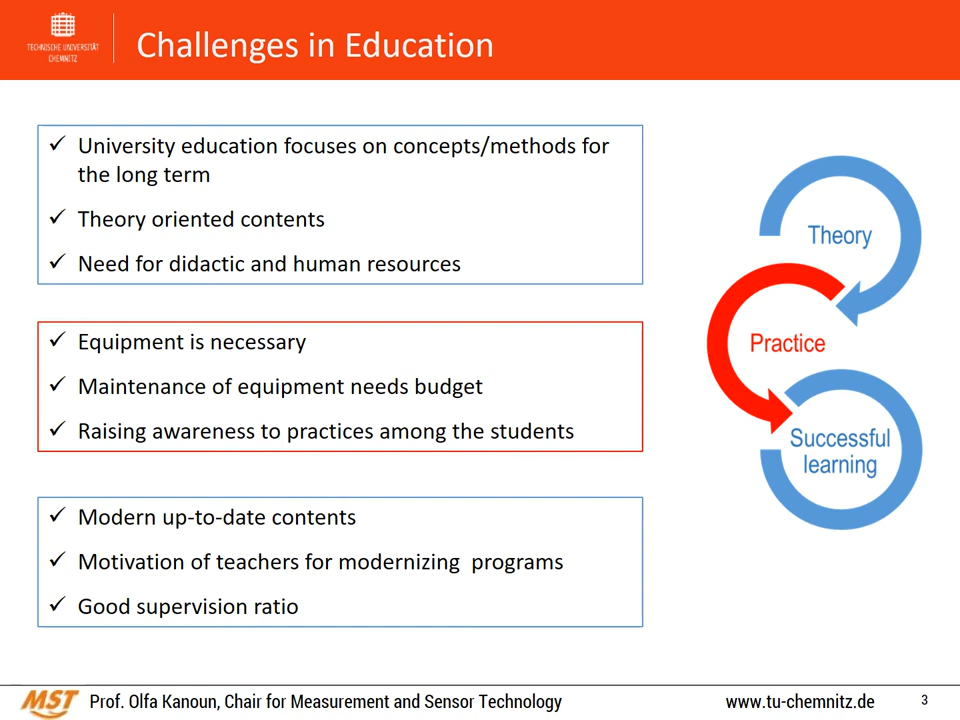 TECHNISCHE UNIVERSITÄT
CHEMNITZ
Challenges in Education
✓ University education focuses on concepts/methods for
the long term
✓ Theory oriented contents
✓ Need for didactic and human resources
✓ Equipment is necessary
✓ Maintenance of equipment needs budget
✓ Raising awareness to practices among the students
✓ Modern up-to-date contents
✓ Motivation of teachers for modernizing  programs
✓ Good supervision ratio
Theory
Practice
Successful
learning
MST
Prof. Olfa Kanoun, Chair for Measurement and Sensor Technology
www.tu-chemnitz.de
3